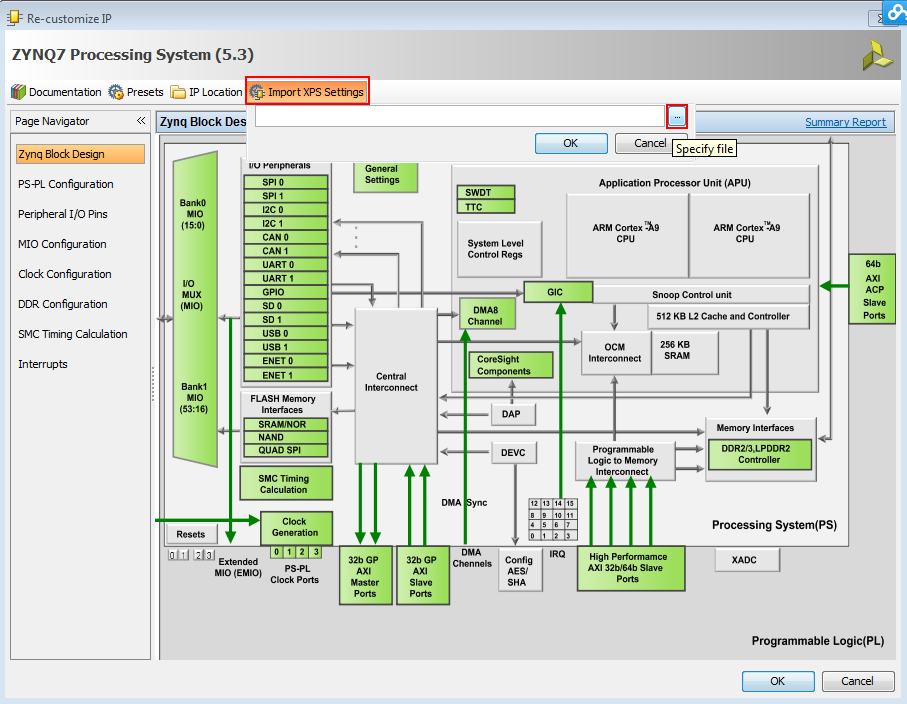 Re-customize IP
ZYNQ7 Processing System (5.3)
Documentation Presets IP Location Import XPS Settings
...
OK Cancel
Specify file
Page Navigator «
Zynq Block Design
PS-PL Configuration
Peripheral I/O Pins
MIO Configuration
Clock Configuration
DDR Configuration
SMC Timing Calculation
Interrupts
Zynq Block Des
Summary Report
Bank0
MIO
(15:0)
I/O
MUX
(MIO)
Bank1
MIO
(53:16)
I/O Peripherals
SPI 0
SPI 1
I2C 0
I2C 1
CAN 0
CAN 1
UART 0
UART 1
GPIO
SD 0
SD 1
USB 0
USB 1
ENET 0
ENET 1
FLASH Memory
Interfaces
SRAM/NOR
NAND
QUAD SPI
SMC Timing
Calculation
Clock
Generation
0 1 2 3
PS-PL
Clock Ports
Resets
0 1 2 3
Extended
MIO (EMIO)
General
Settings
Central
Interconnect
32b GP
AXI
Master
Ports
32b GP
AXI
Slave
Ports
Application Processor Unit (APU)
SWDT
TTC
System Level
Control Regs
ARM Cortex™-A9
CPU
ARM Cortex™-A9
CPU
GIC
Snoop Control unit
DMA8
Channel
512 KB L2 Cache and Controller
OCM
Interconnect
256 KB
SRAM
CoreSight
Components
DAP
DEVC
Programmable
Logic to Memory
Interconnect
Memory Interfaces
DDR2/3,LPDDR2
Controller
64b
AXI
ACP
Slave
Ports
DMA Sync
12 13 14 15
8 9 10 11
4 5 6 7
0 1 2 3
DMA
Channels
Config
AES/
SHA
IRQ
High Performamce
AXI 32b/64b Slave
Ports
XADC
Processing System(PS)
Programmable Logic(PL)
OK Cancel